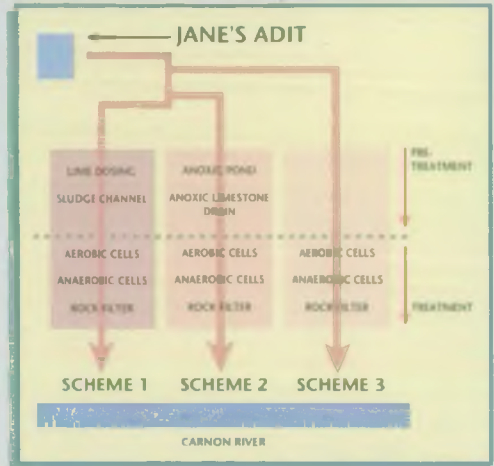 JANE'S ADIT
PRE-
TREATMENT
LIME DOSING
SLUDGE CHANNEL
ANOXIC POND
ANOXIC LIMESTONE
DRAIN
AEROBIC CELLS
ANAEROBIC CELLS
ROCK FILTER
AEROBIC CELLS
ANAEROBIC CELLS
ROCK FILTER
AEROBIC CELLS
ANAEROBIC CELLS
ROCK FILTER
TREATMENT
SCHEME 1
SCHEME 2
SCHEME 3
CARNON RIVER